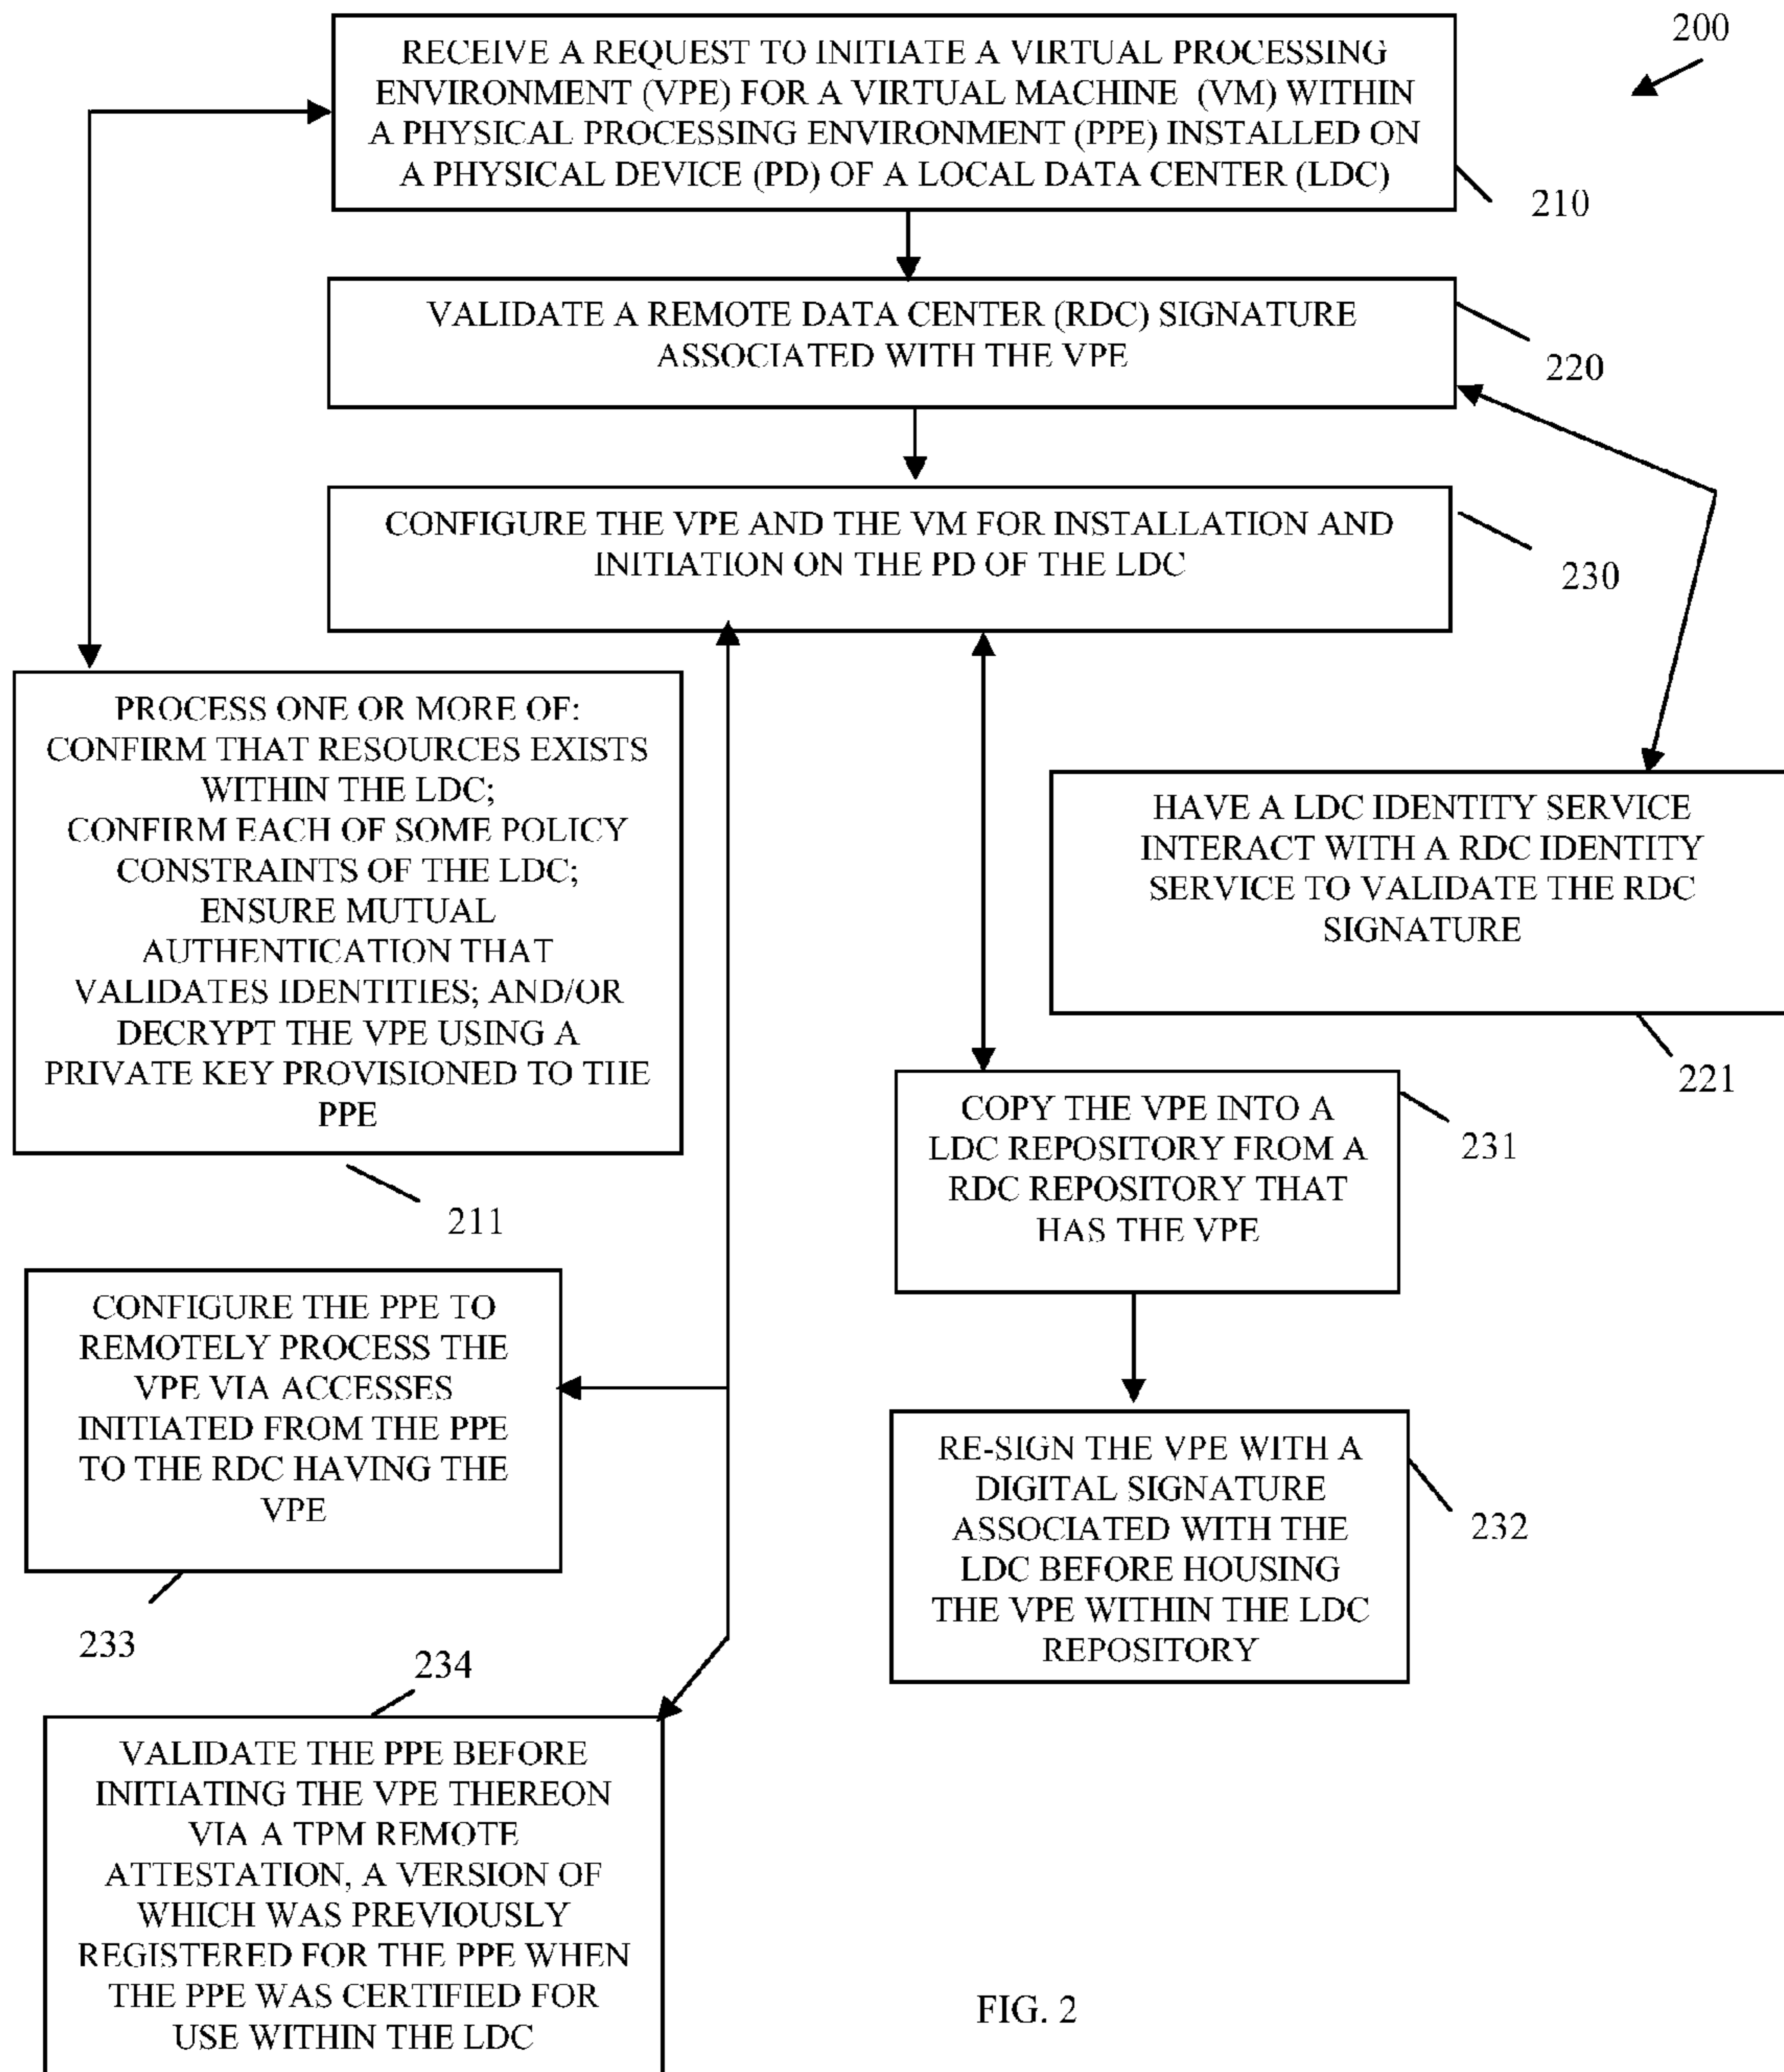 200
RECEIVE A REQUEST TO INITIATE A VIRTUAL PROCESSING
ENVIRONMENT (VPE) FOR A VIRTUAL MACHINE (VM) WITHIN
A PHYSICAL PROCESSING ENVIRONMENT (PPE) INSTALLED ON
A PHYSICAL DEVICE (PD) OF A LOCAL DATA CENTER (LDC)
210
VALIDATE A REMOTE DATA CENTER (RDC) SIGNATURE
ASSOCIATED WITH THE VPE
220
CONFIGURE THE VPE AND THE VM FOR INSTALLATION AND
INITIATION ON THE PD OF THE LDC
230
PROCESS ONE OR MORE OF:
CONFIRM THAT RESOURCES EXISTS
WITHIN THE LDC;
CONFIRM EACH OF SOME POLICY
CONSTRAINTS OF THE LDC;
ENSURE MUTUAL
AUTHENTICATION THAT
VALIDATES IDENTITIES; AND/OR
DECRYPT THE VPE USING A
PRIVATE KEY PROVISIONED TO THE
PPE
211
HAVE A LDC IDENTITY SERVICE
INTERACT WITH A RDC IDENTITY
SERVICE TO VALIDATE THE RDC
SIGNATURE
221
COPY THE VPE INTO A
LDC REPOSITORY FROM A
RDC REPOSITORY THAT
HAS THE VPE
231
RE-SIGN THE VPE WITH A
DIGITAL SIGNATURE
ASSOCIATED WITH THE
LDC BEFORE HOUSING
THE VPE WITHIN THE LDC
REPOSITORY
232
CONFIGURE THE PPE TO
REMOTELY PROCESS THE
VPE VIA ACCESSES
INITIATED FROM THE PPE
TO THE RDC HAVING THE
VPE
233
234
VALIDATE THE PPE BEFORE
INITIATING THE VPE THEREON
VIA A TPM REMOTE
ATTESTATION, A VERSION OF
WHICH WAS PREVIOUSLY
REGISTERED FOR THE PPE WHEN
THE PPE WAS CERTIFIED FOR
USE WITHIN THE LDC
FIG. 2